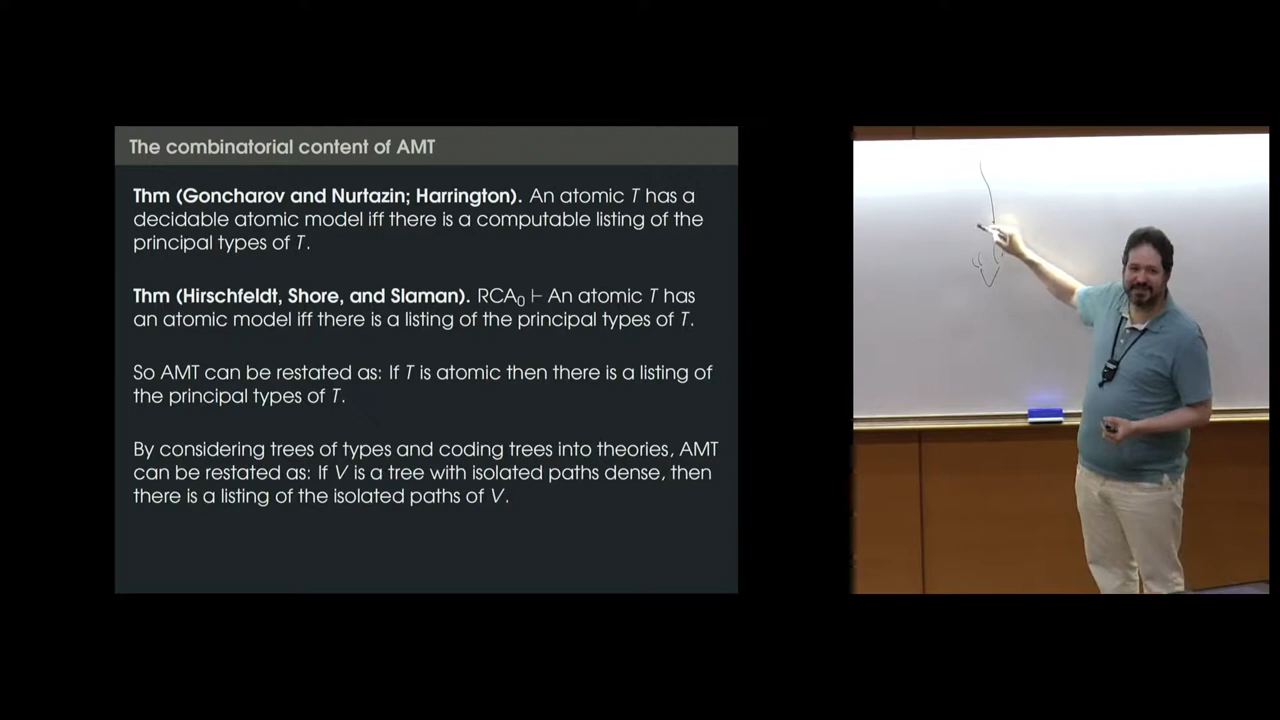 The combinatorial content of AMT
Thm (Goncharov and Nurtazin; Harrington). An atomic T has a
decidable atomic model iff there is a computable listing of the
principal types of T.
Thm (Hirschfeldt, Shore, and Slaman). RCA₀ ⊢ An atomic T has
an atomic model iff there is a listing of the principal types of T.
So AMT can be restated as: If T is atomic then there is a listing of
the principal types of T.
By considering trees of types and coding trees into theories, AMT
can be restated as: If V is a tree with isolated paths dense, then
there is a listing of the isolated paths of V.